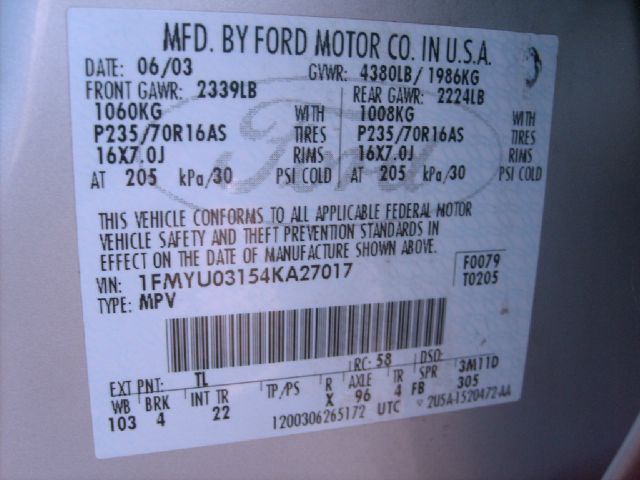 MFD. BY FORD MOTOR CO. IN U.S.A.
DATE: 06/03 GVWR: 4380LB/ 1986KG
FRONT GAWR: 2339LB REAR GAWR: 2224LB
1060KG WITH 1008KG WITH
P235/70R16AS TIRES P235/70R16AS TIRES
16X7.0J RIMS 16X7.0J RIMS
AT 205 kPa/30 PSI COLD AT 205 kPa/30 PSI COLD
Ford
THIS VEHICLE CONFORMS TO ALL APPLICABLE FEDERAL MOTOR
VEHICLE SAFETY AND THEFT PREVENTION STANDARDS IN
EFFECT ON THE DATE OF MANUFACTURE SHOWN ABOVE.
VIN: 1FMYU03154KA27017 F0079
TYPE: MPV T0205
RC: 58 DSO:
EXT PNT: TL 3M11D
WB BRK INT TR TP/PS R AXLE TR SPR
103 4 22 X 96 4 FB 305
1200306265172 UTC 2U5A-1520472-AA